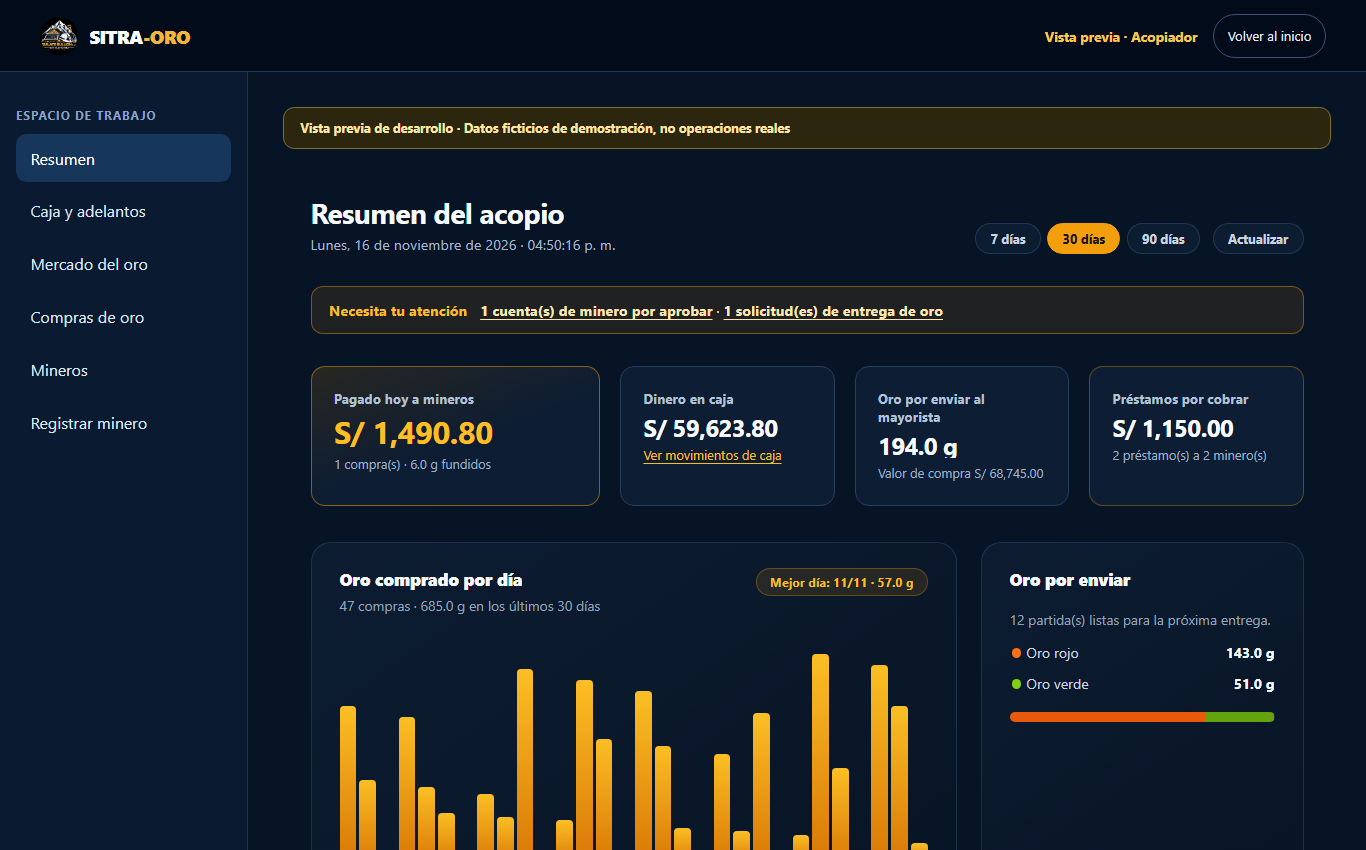 SITRA-ORO
Vista previa · Acopiador
Volver al inicio
ESPACIO DE TRABAJO
Resumen
Caja y adelantos
Mercado del oro
Compras de oro
Mineros
Registrar minero
Vista previa de desarrollo · Datos ficticios de demostración, no operaciones reales
Resumen del acopio
Lunes, 16 de noviembre de 2026 · 04:50:16 p. m.
7 días
30 días
90 días
Actualizar
Necesita tu atención 1 cuenta(s) de minero por aprobar · 1 solicitud(es) de entrega de oro
Pagado hoy a mineros
S/ 1,490.80
1 compra(s) · 6.0 g fundidos
Dinero en caja
S/ 59,623.80
Ver movimientos de caja
Oro por enviar al
mayorista
194.0 g
Valor de compra S/ 68,745.00
Préstamos por cobrar
S/ 1,150.00
2 préstamo(s) a 2 minero(s)
Oro comprado por día
47 compras · 685.0 g en los últimos 30 días
Mejor día: 11/11 · 57.0 g
Oro por enviar
12 partida(s) listas para la próxima entrega.
Oro rojo 143.0 g
Oro verde 51.0 g